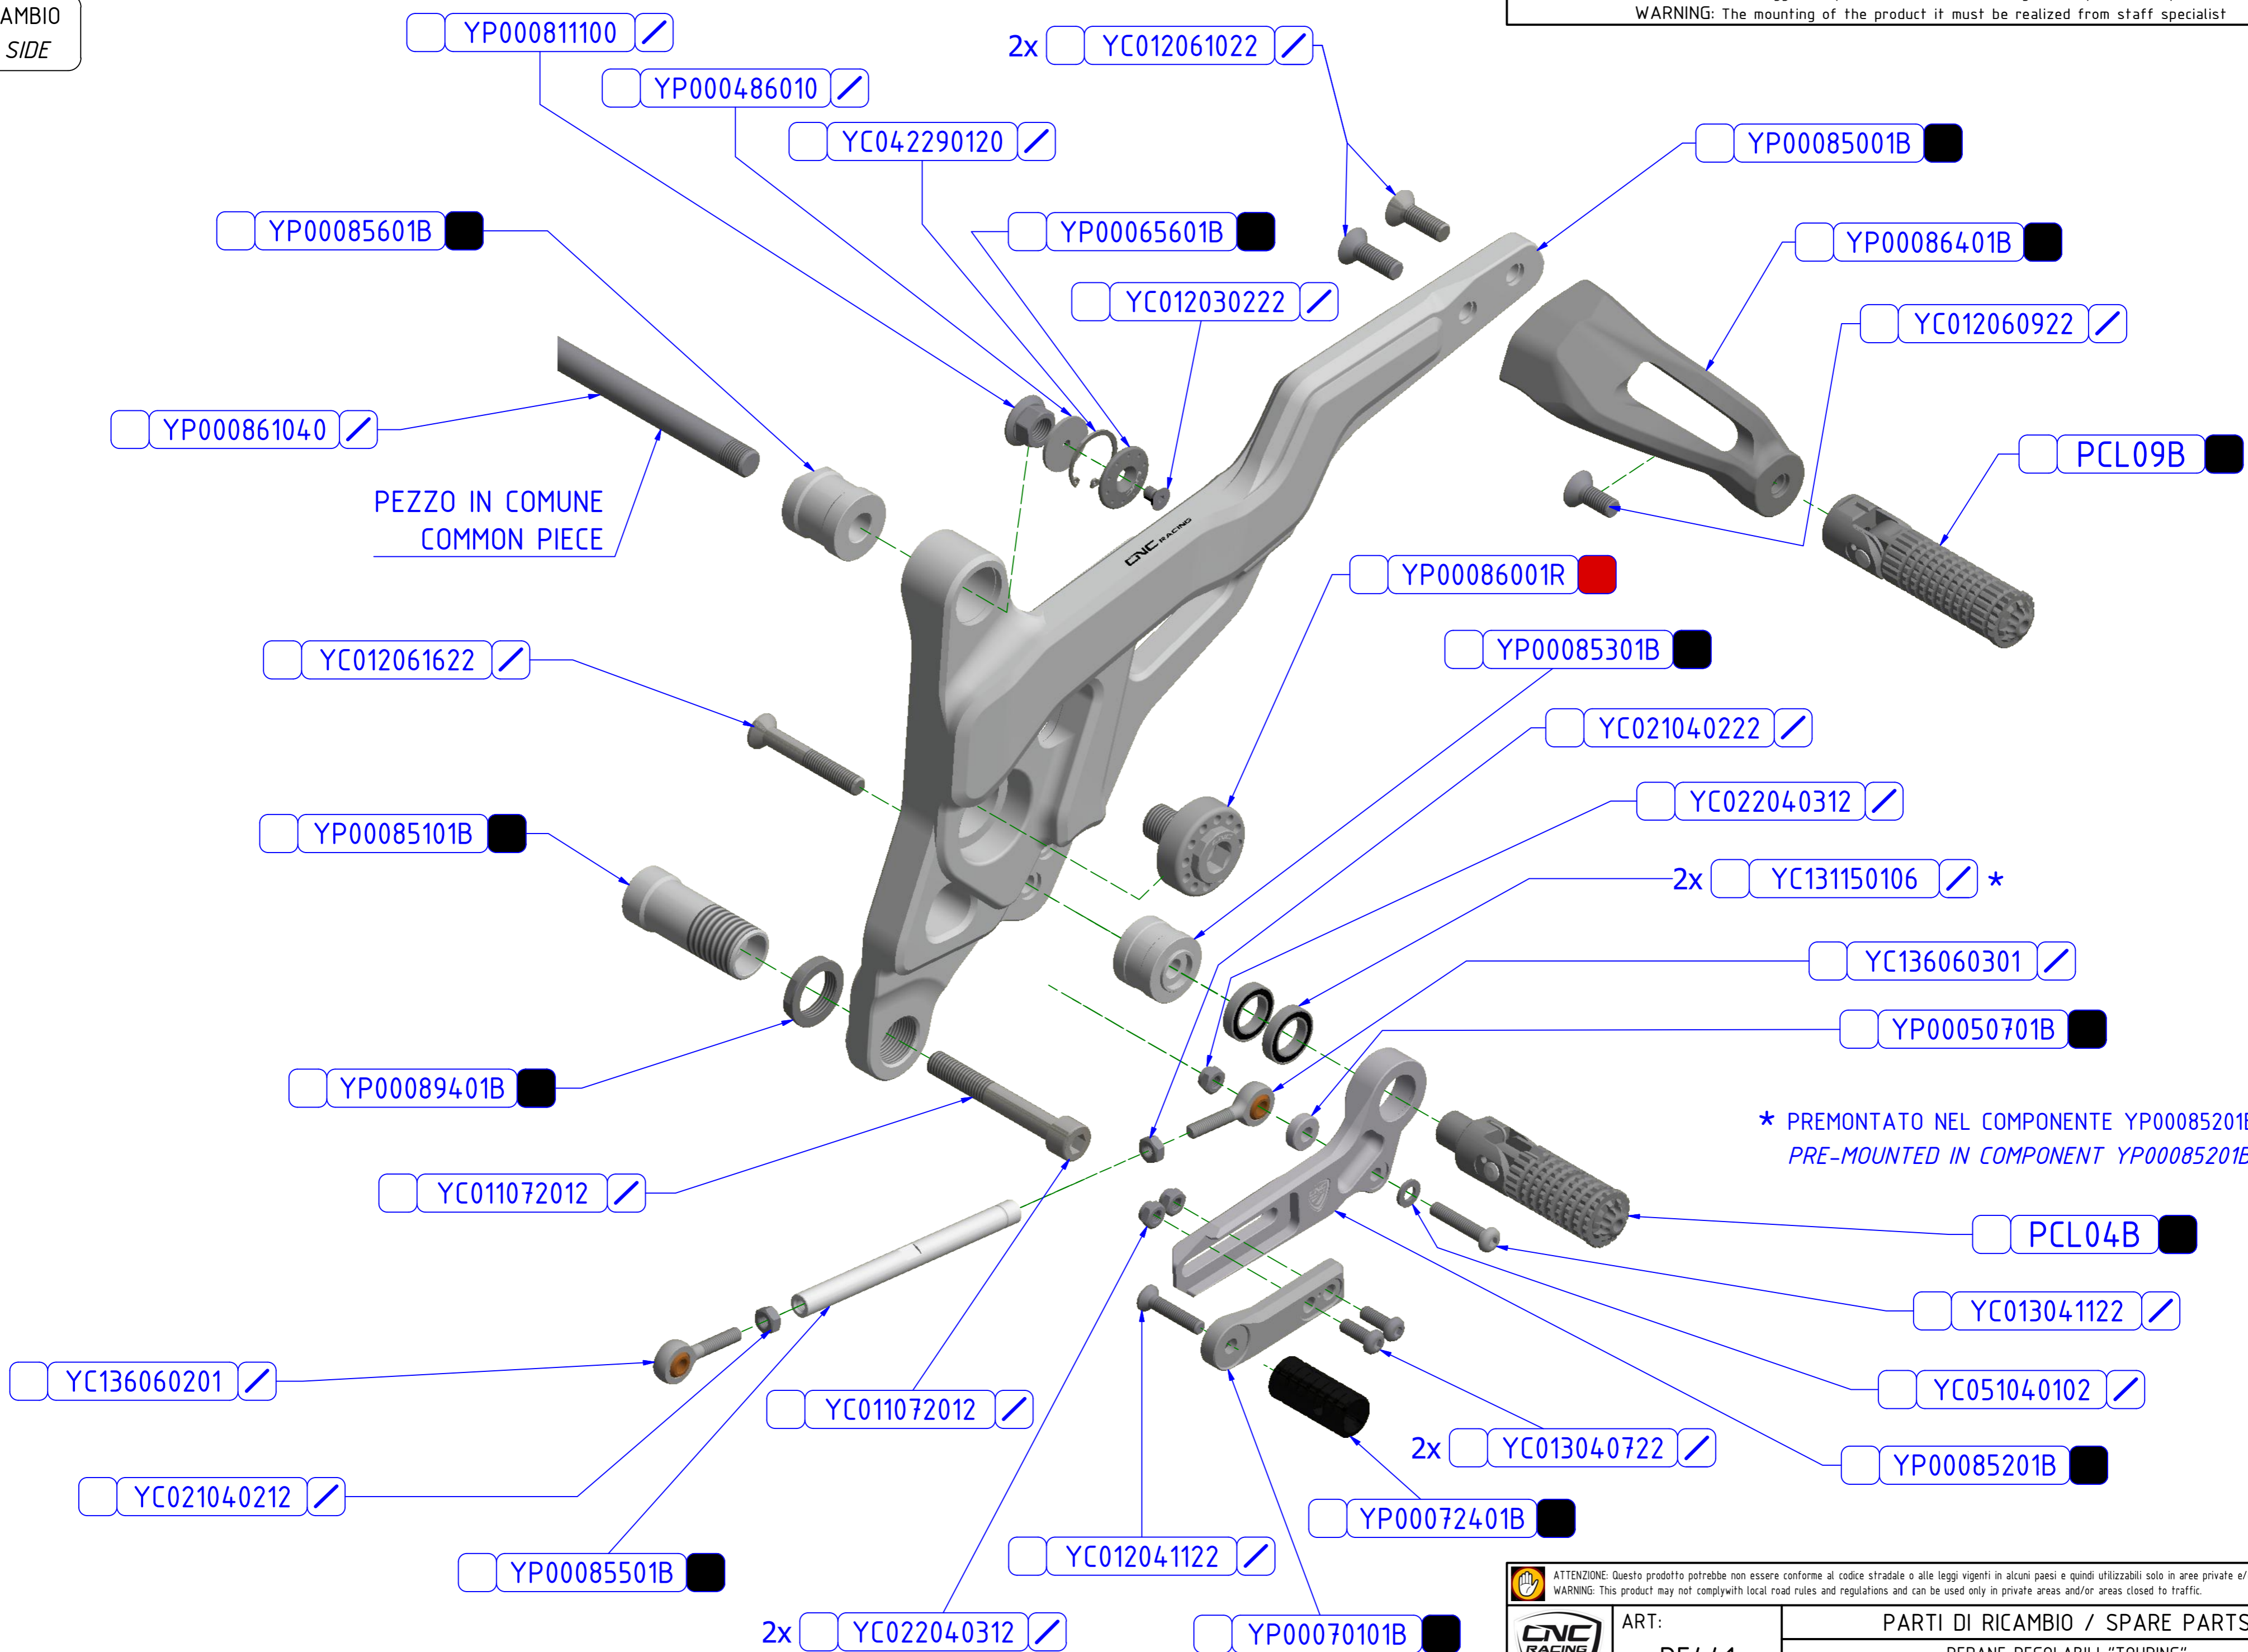 AMBIO
SIDE
WARNING: The mounting of the product it must be realized from staff specialist
YP000811100
2x YC012061022
YP000486010
YC042290120
YP00085001B
YP00085601B
YP00065601B
YP00086401B
YC012030222
YC012060922
YP000861040
PCL09B
PEZZO IN COMUNE
COMMON PIECE
CNC RACING
YP00086001R
YC012061622
YP00085301B
YC021040222
YC022040312
YP00085101B
2x YC131150106 *
YC136060301
YP00050701B
YP00089401B
* PREMONTATO NEL COMPONENTE YP00085201B
PRE-MOUNTED IN COMPONENT YP00085201B
YC011072012
PCL04B
YC013041122
YC136060201
YC011072012
YC051040102
2x YC013040722
YP00085201B
YC021040212
YP00072401B
YC012041122
YP00085501B
2x YC022040312
YP00070101B
ATTENZIONE: Questo prodotto potrebbe non essere conforme al codice stradale o alle leggi vigenti in alcuni paesi e quindi utilizzabili solo in aree private e/
WARNING: This product may not complywith local road rules and regulations and can be used only in private areas and/or areas closed to traffic.
CNC RACING
ART:
PARTI DI RICAMBIO / SPARE PARTS